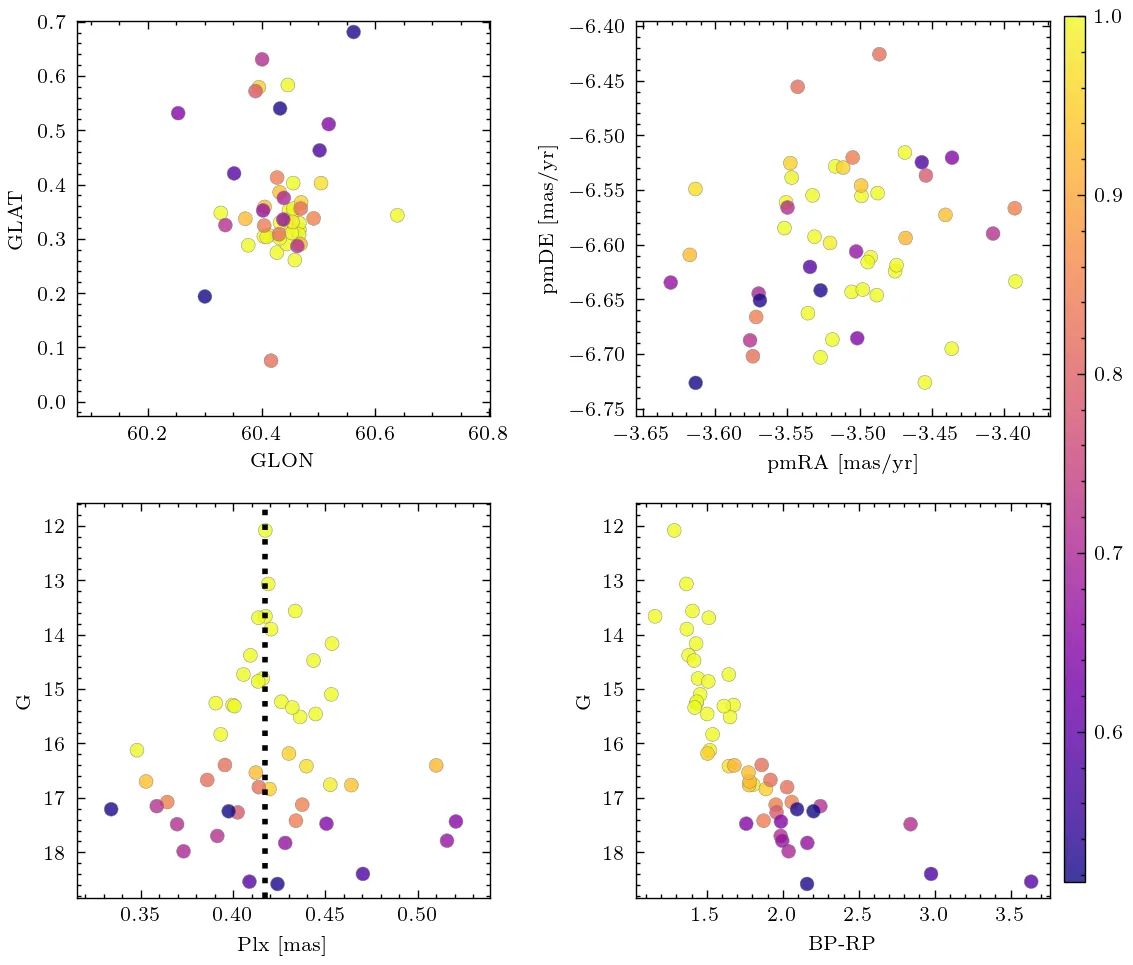 0.7
0.6
0.5
0.4
0.3
0.2
0.1
0.0
GLAT
60.2 60.4 60.6 60.8
GLON
−6.40
−6.45
−6.50
−6.55
−6.60
−6.65
−6.70
−6.75
pmDE [mas/yr]
−3.65 −3.60 −3.55 −3.50 −3.45 −3.40
pmRA [mas/yr]
1.0
0.9
0.8
0.7
0.6
12
13
14
15
16
17
18
G
0.35 0.40 0.45 0.50
Plx [mas]
12
13
14
15
16
17
18
G
1.5 2.0 2.5 3.0 3.5
BP-RP